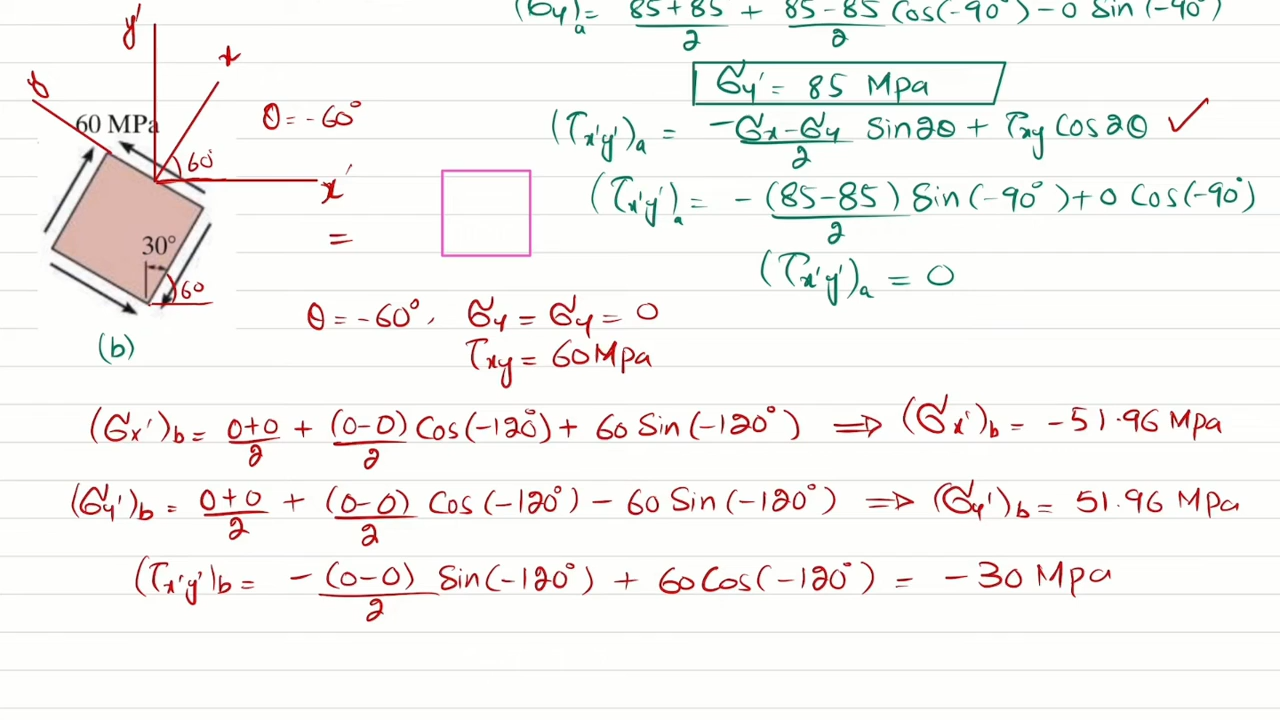 (σy')a = 85+85/2 + 85-85/2 Cos(-90°) - 0 Sin(-90°)
σy' = 85 Mpa
(τx'y')a = -σx-σy/2 Sin2θ + τxy Cos2θ ✓
(τx'y')a = -(85-85)/2 Sin(-90°) + 0 Cos(-90°)
(τx'y')a = 0
y'
x
y
60 MPa
θ = -60°
60°
x'
=
30°
60
(b)
θ = -60°, σy = σy = 0
τxy = 60 Mpa
(σx')b = 0+0/2 + (0-0)/2 Cos(-120°) + 60 Sin(-120°) ⇒ (σx')b = -51.96 Mpa
(σy')b = 0+0/2 + (0-0)/2 Cos(-120°) - 60 Sin(-120°) ⇒ (σy')b = 51.96 Mpa
(τx'y')b = -(0-0)/2 Sin(-120°) + 60 Cos(-120°) = -30 Mpa